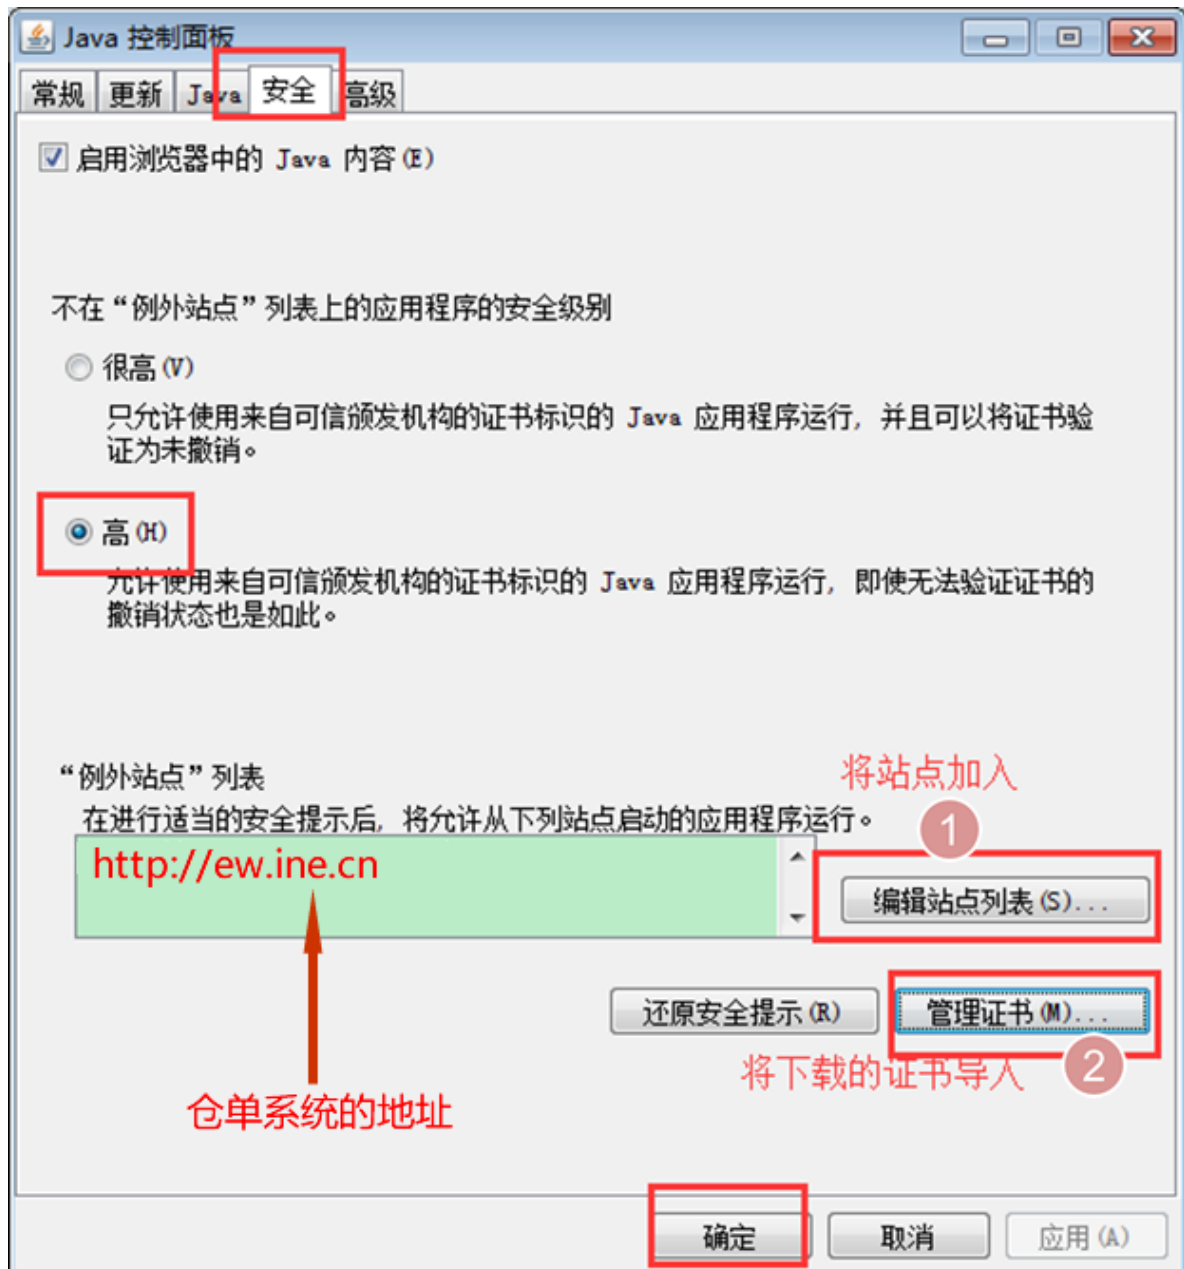 Java 控制面板
常规 更新 Java 安全 高级
启用浏览器中的 Java 内容(E)
不在“例外站点”列表上的应用程序的安全级别
很高(V)
只允许使用来自可信颁发机构的证书标识的 Java 应用程序运行, 并且可以将证书验
证为未撤销。
高(H)
允许使用来自可信颁发机构的证书标识的 Java 应用程序运行, 即使无法验证证书的
撤销状态也是如此。
“例外站点”列表
将站点加入
在进行适当的安全提示后, 将允许从下列站点启动的应用程序运行。
1
http://ew.ine.cn
编辑站点列表(S)...
还原安全提示(R)
管理证书(M)...
将下载的证书导入
2
仓单系统的地址
确定 取消 应用(A)